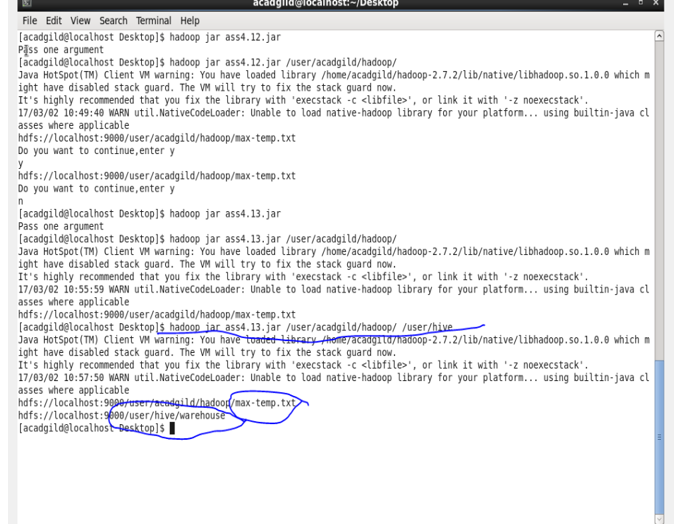 acadgild@localhost:~/Desktop
File Edit View Search Terminal Help
[acadgild@localhost Desktop]$ hadoop jar ass4.12.jar
Pass one argument
[acadgild@localhost Desktop]$ hadoop jar ass4.12.jar /user/acadgild/hadoop/
Java HotSpot(TM) Client VM warning: You have loaded library /home/acadgild/hadoop-2.7.2/lib/native/libhadoop.so.1.0.0 which m
ight have disabled stack guard. The VM will try to fix the stack guard now.
It's highly recommended that you fix the library with 'execstack -c <libfile>', or link it with '-z noexecstack'.
17/03/02 10:49:40 WARN util.NativeCodeLoader: Unable to load native-hadoop library for your platform... using builtin-java cl
asses where applicable
hdfs://localhost:9000/user/acadgild/hadoop/max-temp.txt
Do you want to continue,enter y
y
hdfs://localhost:9000/user/acadgild/hadoop/max-temp.txt
Do you want to continue,enter y
n
[acadgild@localhost Desktop]$ hadoop jar ass4.13.jar
Pass one argument
[acadgild@localhost Desktop]$ hadoop jar ass4.13.jar /user/acadgild/hadoop/
Java HotSpot(TM) Client VM warning: You have loaded library /home/acadgild/hadoop-2.7.2/lib/native/libhadoop.so.1.0.0 which m
ight have disabled stack guard. The VM will try to fix the stack guard now.
It's highly recommended that you fix the library with 'execstack -c <libfile>', or link it with '-z noexecstack'.
17/03/02 10:55:59 WARN util.NativeCodeLoader: Unable to load native-hadoop library for your platform... using builtin-java cl
asses where applicable
hdfs://localhost:9000/user/acadgild/hadoop/max-temp.txt
[acadgild@localhost Desktop]$ hadoop jar ass4.13.jar /user/acadgild/hadoop/ /user/hive
Java HotSpot(TM) Client VM warning: You have loaded library /home/acadgild/hadoop-2.7.2/lib/native/libhadoop.so.1.0.0 which m
ight have disabled stack guard. The VM will try to fix the stack guard now.
It's highly recommended that you fix the library with 'execstack -c <libfile>', or link it with '-z noexecstack'.
17/03/02 10:57:50 WARN util.NativeCodeLoader: Unable to load native-hadoop library for your platform... using builtin-java cl
asses where applicable
hdfs://localhost:9000/user/acadgild/hadoop/max-temp.txt
hdfs://localhost:9000/user/hive/warehouse
[acadgild@localhost Desktop]$